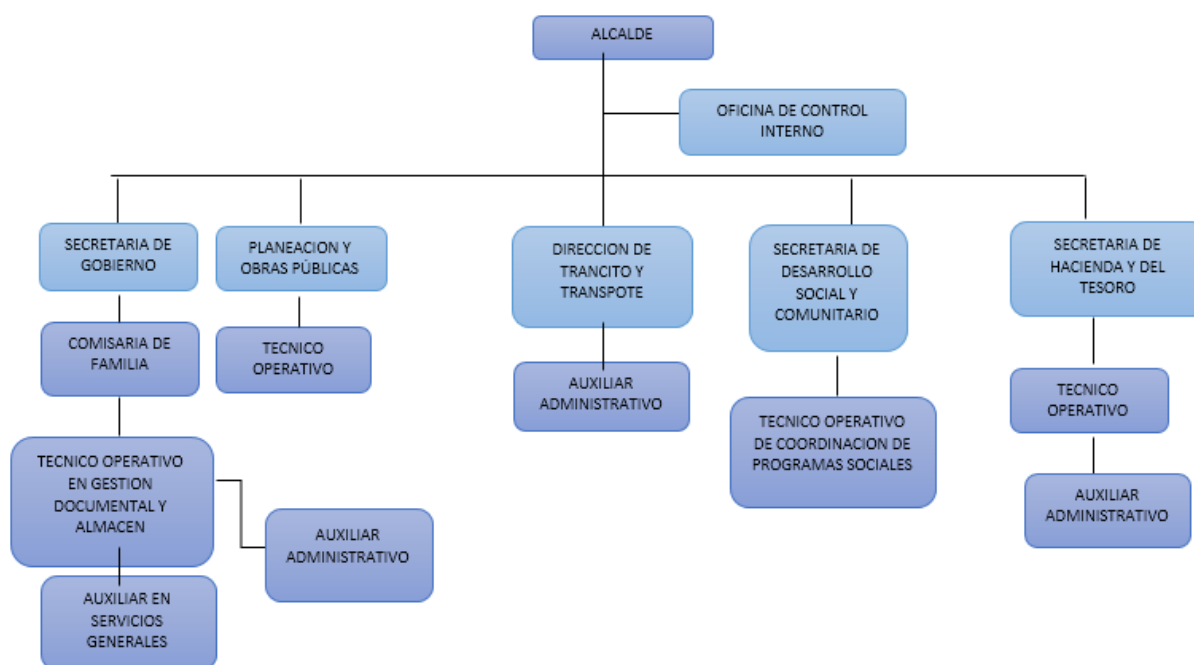 ALCALDE
OFICINA DE CONTROL
INTERNO
SECRETARIA DE
GOBIERNO
PLANEACION Y
OBRAS PÚBLICAS
DIRECCION DE
TRANCITO Y
TRANSPOTE
SECRETARIA DE
DESARROLLO
SOCIAL Y
COMUNITARIO
SECRETARIA DE
HACIENDA Y DEL
TESORO
COMISARIA DE
FAMILIA
TECNICO
OPERATIVO
AUXILIAR
ADMINISTRATIVO
TECNICO OPERATIVO
DE COORDINACION DE
PROGRAMAS SOCIALES
TECNICO
OPERATIVO
TECNICO OPERATIVO
EN GESTION
DOCUMENTAL Y
ALMACEN
AUXILIAR
ADMINISTRATIVO
AUXILIAR
ADMINISTRATIVO
AUXILIAR EN
SERVICIOS
GENERALES